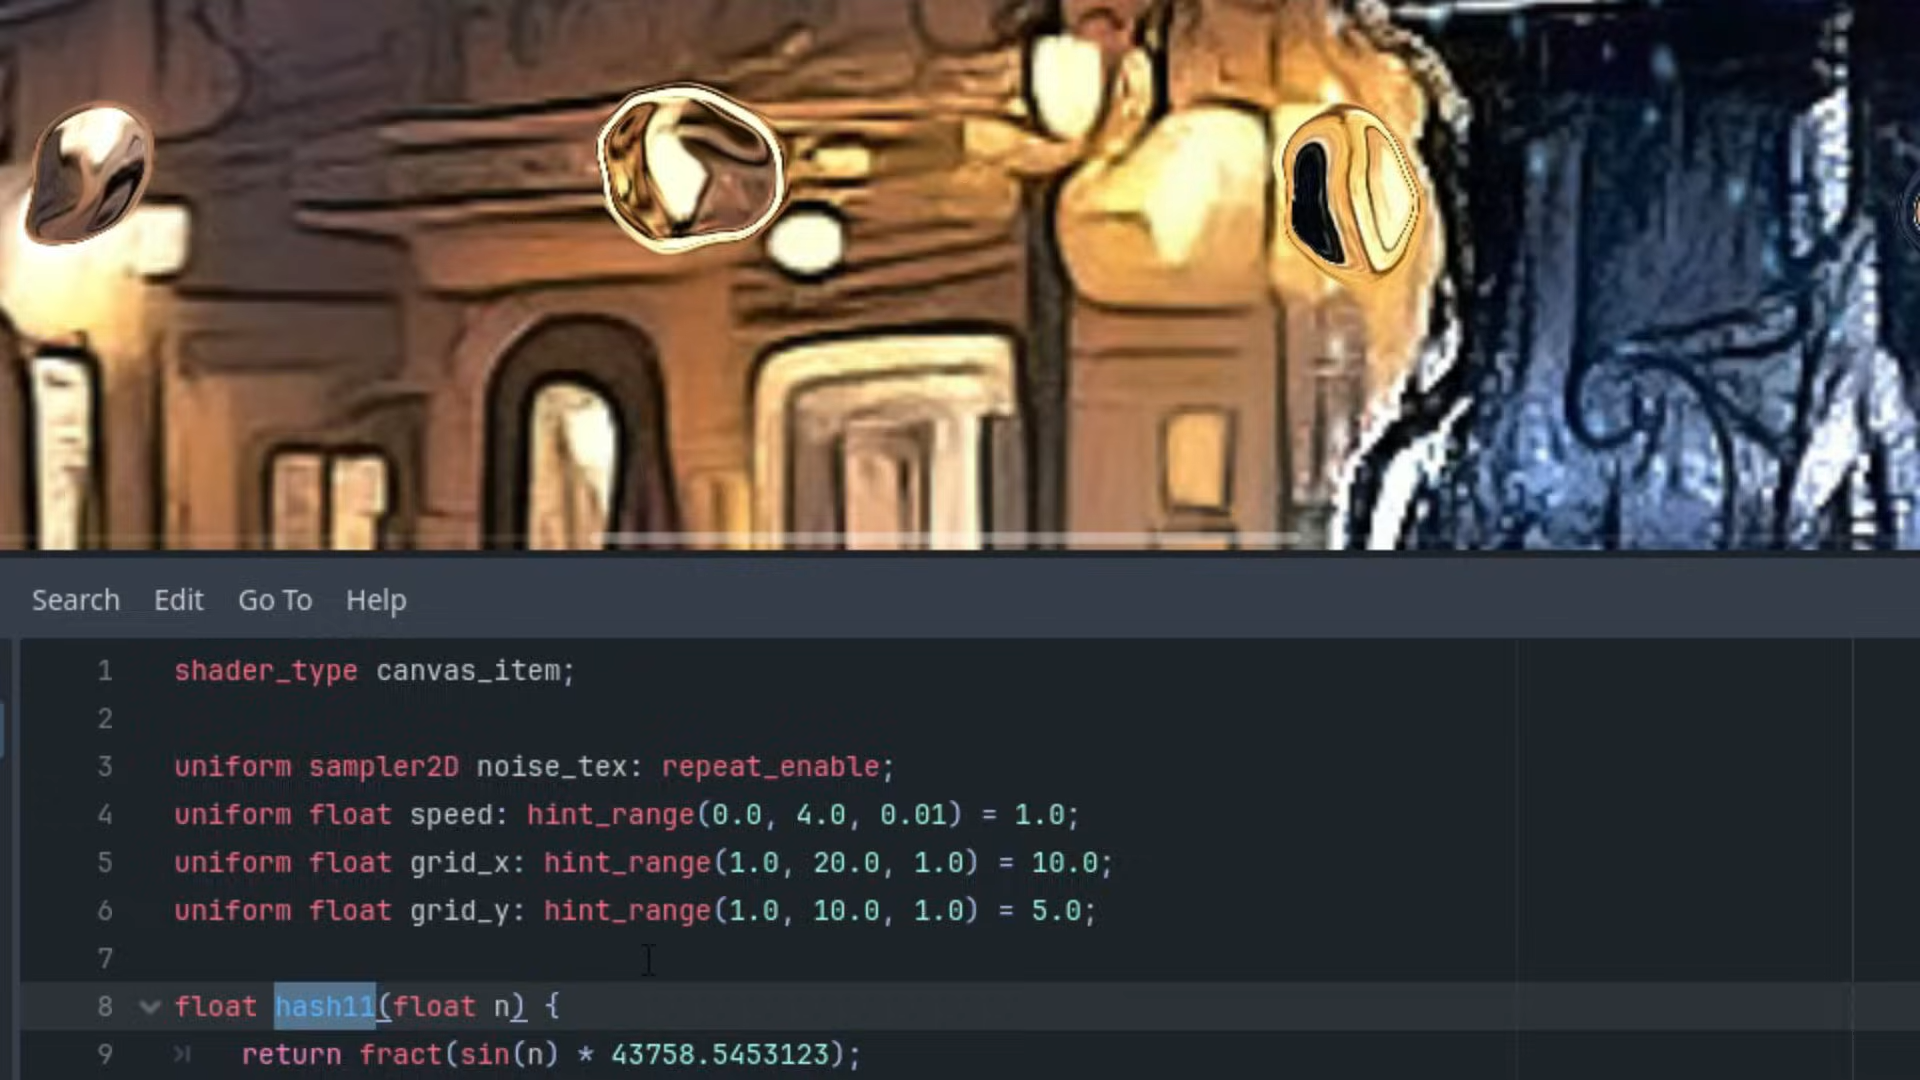 Search Edit Go To Help
1 shader_type canvas_item;
2
3 uniform sampler2D noise_tex: repeat_enable;
4 uniform float speed: hint_range(0.0, 4.0, 0.01) = 1.0;
5 uniform float grid_x: hint_range(1.0, 20.0, 1.0) = 10.0;
6 uniform float grid_y: hint_range(1.0, 10.0, 1.0) = 5.0;
7
8 float hash11(float n) {
9 return fract(sin(n) * 43758.5453123);